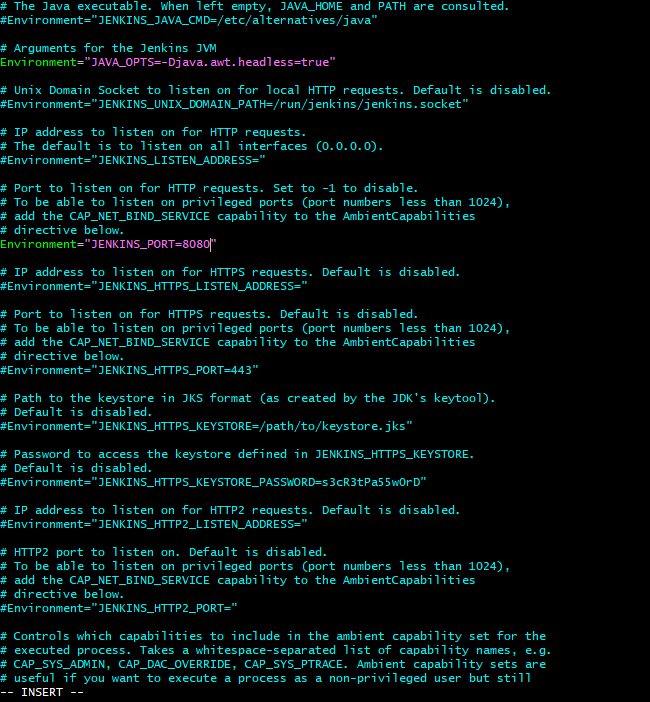 # The Java executable. When left empty, JAVA_HOME and PATH are consulted.
#Environment="JENKINS_JAVA_CMD=/etc/alternatives/java"
# Arguments for the Jenkins JVM
Environment="JAVA_OPTS=-Djava.awt.headless=true"
# Unix Domain Socket to listen on for local HTTP requests. Default is disabled.
#Environment="JENKINS_UNIX_DOMAIN_PATH=/run/jenkins/jenkins.socket"
# IP address to listen on for HTTP requests.
# The default is to listen on all interfaces (0.0.0.0).
#Environment="JENKINS_LISTEN_ADDRESS="
# Port to listen on for HTTP requests. Set to -1 to disable.
# To be able to listen on privileged ports (port numbers less than 1024),
# add the CAP_NET_BIND_SERVICE capability to the AmbientCapabilities
# directive below.
Environment="JENKINS_PORT=8080"
# IP address to listen on for HTTPS requests. Default is disabled.
#Environment="JENKINS_HTTPS_LISTEN_ADDRESS="
# Port to listen on for HTTPS requests. Default is disabled.
# To be able to listen on privileged ports (port numbers less than 1024),
# add the CAP_NET_BIND_SERVICE capability to the AmbientCapabilities
# directive below.
#Environment="JENKINS_HTTPS_PORT=443"
# Path to the keystore in JKS format (as created by the JDK's keytool).
# Default is disabled.
#Environment="JENKINS_HTTPS_KEYSTORE=/path/to/keystore.jks"
# Password to access the keystore defined in JENKINS_HTTPS_KEYSTORE.
# Default is disabled.
#Environment="JENKINS_HTTPS_KEYSTORE_PASSWORD=s3cR3tPa55w0rD"
# IP address to listen on for HTTP2 requests. Default is disabled.
#Environment="JENKINS_HTTP2_LISTEN_ADDRESS="
# HTTP2 port to listen on. Default is disabled.
# To be able to listen on privileged ports (port numbers less than 1024),
# add the CAP_NET_BIND_SERVICE capability to the AmbientCapabilities
# directive below.
#Environment="JENKINS_HTTP2_PORT="
# Controls which capabilities to include in the ambient capability set for the
# executed process. Takes a whitespace-separated list of capability names, e.g.
# CAP_SYS_ADMIN, CAP_DAC_OVERRIDE, CAP_SYS_PTRACE. Ambient capability sets are
# useful if you want to execute a process as a non-privileged user but still
-- INSERT --